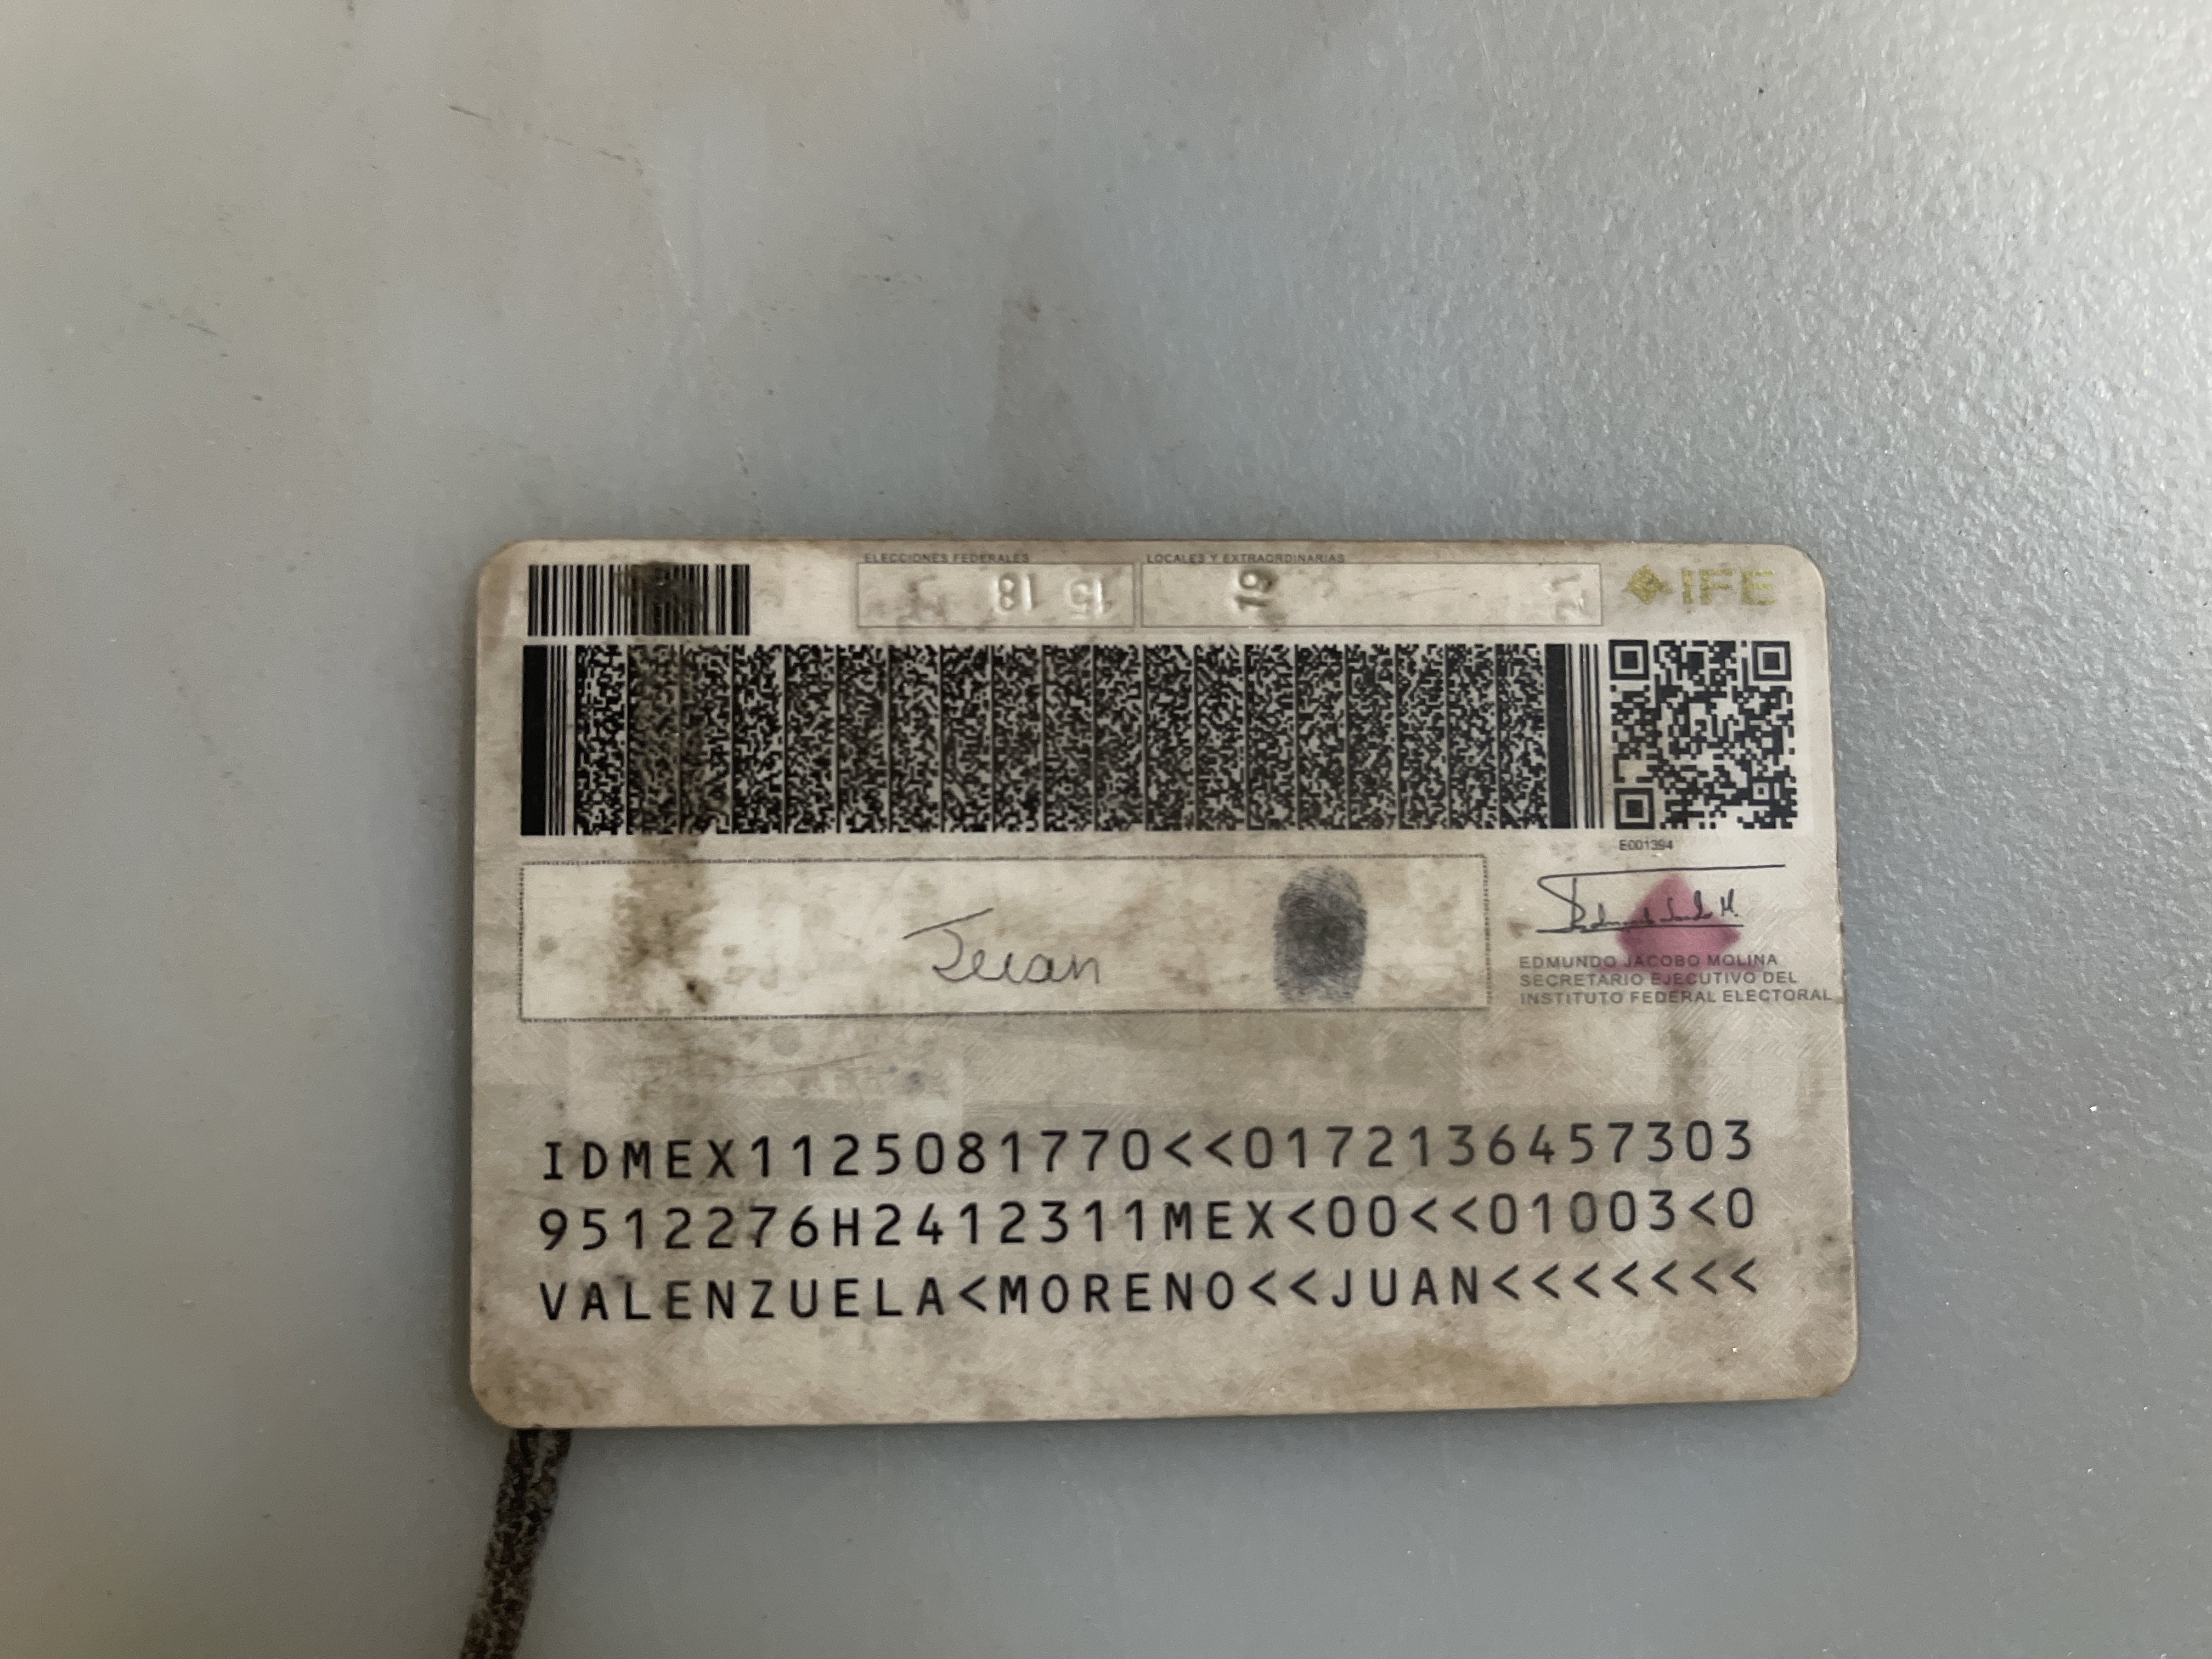 ELECCIONES FEDERALES
LOCALES Y EXTRAORDINARIAS
18 15
19
21
IFE
E001394
Juan
EDMUNDO JACOBO MOLINA
SECRETARIO EJECUTIVO DEL
INSTITUTO FEDERAL ELECTORAL
IDMEX1125081770<<0172136457303
9512276H2412311MEX<00<<01003<0
VALENZUELA<MORENO<<JUAN<<<<<<<